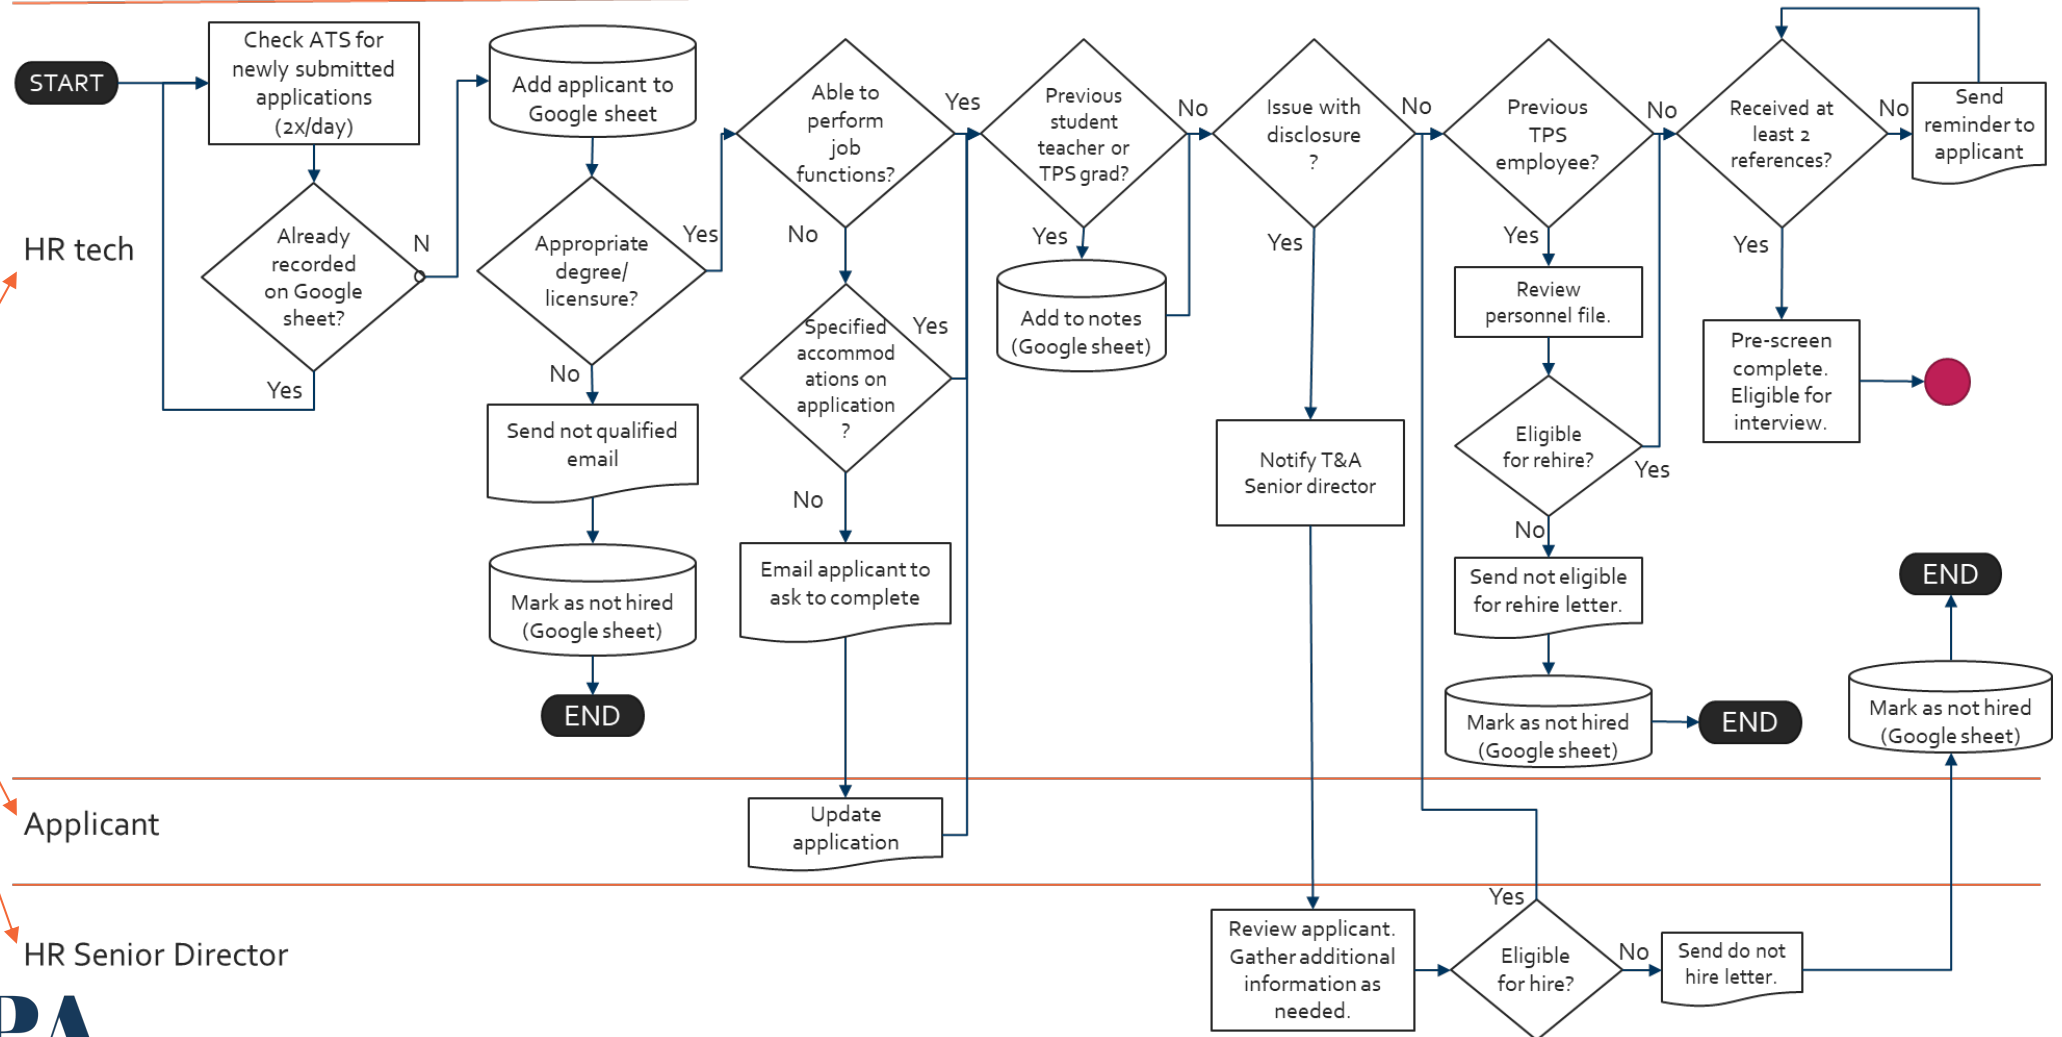 START
Check ATS for
newly submitted
applications
(2x/day)
Already
recorded
on Google
sheet?
N
Yes
Add applicant to
Google sheet
Appropriate
degree/
licensure?
Yes
No
Send not qualified
email
Mark as not hired
(Google sheet)
END
Able to
perform
job
functions?
Yes
No
Specified
accommod
ations on
application
?
Yes
No
Email applicant to
ask to complete
Previous
student
teacher or
TPS grad?
No
Yes
Add to notes
(Google sheet)
Issue with
disclosure
?
No
Yes
Notify T&A
Senior director
Previous
TPS
employee?
No
Yes
Review
personnel file.
Eligible
for rehire?
Yes
No
Send not eligible
for rehire letter.
Mark as not hired
(Google sheet)
END
Received at
least 2
references?
No
Send
reminder to
applicant
Yes
Pre-screen
complete.
Eligible for
interview.
END
Mark as not hired
(Google sheet)
HR tech
Applicant
Update
application
HR Senior Director
Review applicant.
Gather additional
information as
needed.
Yes
Eligible
for hire?
No
Send do not
hire letter.
PA